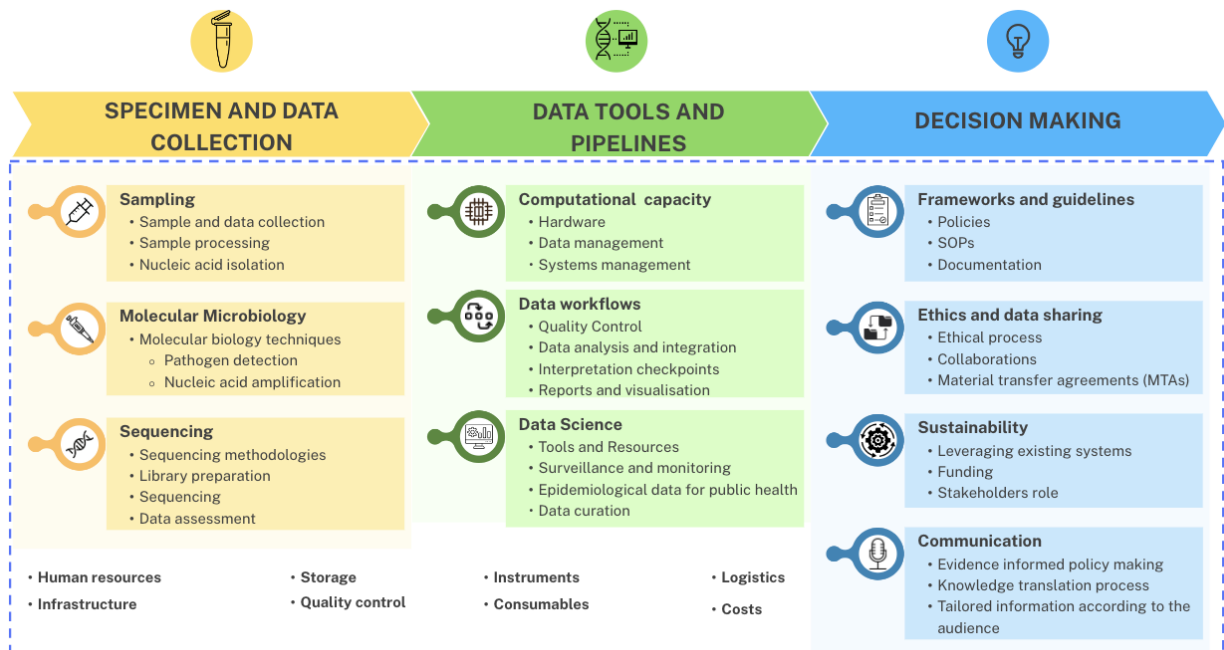 SPECIMEN AND DATA
COLLECTION
Sampling
• Sample and data collection
• Sample processing
• Nucleic acid isolation
Molecular Microbiology
• Molecular biology techniques
◦ Pathogen detection
◦ Nucleic acid amplification
Sequencing
• Sequencing methodologies
• Library preparation
• Sequencing
• Data assessment
DATA TOOLS AND
PIPELINES
Computational capacity
• Hardware
• Data management
• Systems management
Data workflows
• Quality Control
• Data analysis and integration
• Interpretation checkpoints
• Reports and visualisation
Data Science
• Tools and Resources
• Surveillance and monitoring
• Epidemiological data for public health
• Data curation
DECISION MAKING
Frameworks and guidelines
• Policies
• SOPs
• Documentation
Ethics and data sharing
• Ethical process
• Collaborations
• Material transfer agreements (MTAs)
Sustainability
• Leveraging existing systems
• Funding
• Stakeholders role
Communication
• Evidence informed policy making
• Knowledge translation process
• Tailored information according to the
audience
• Human resources
• Infrastructure
• Storage
• Quality control
• Instruments
• Consumables
• Logistics
• Costs